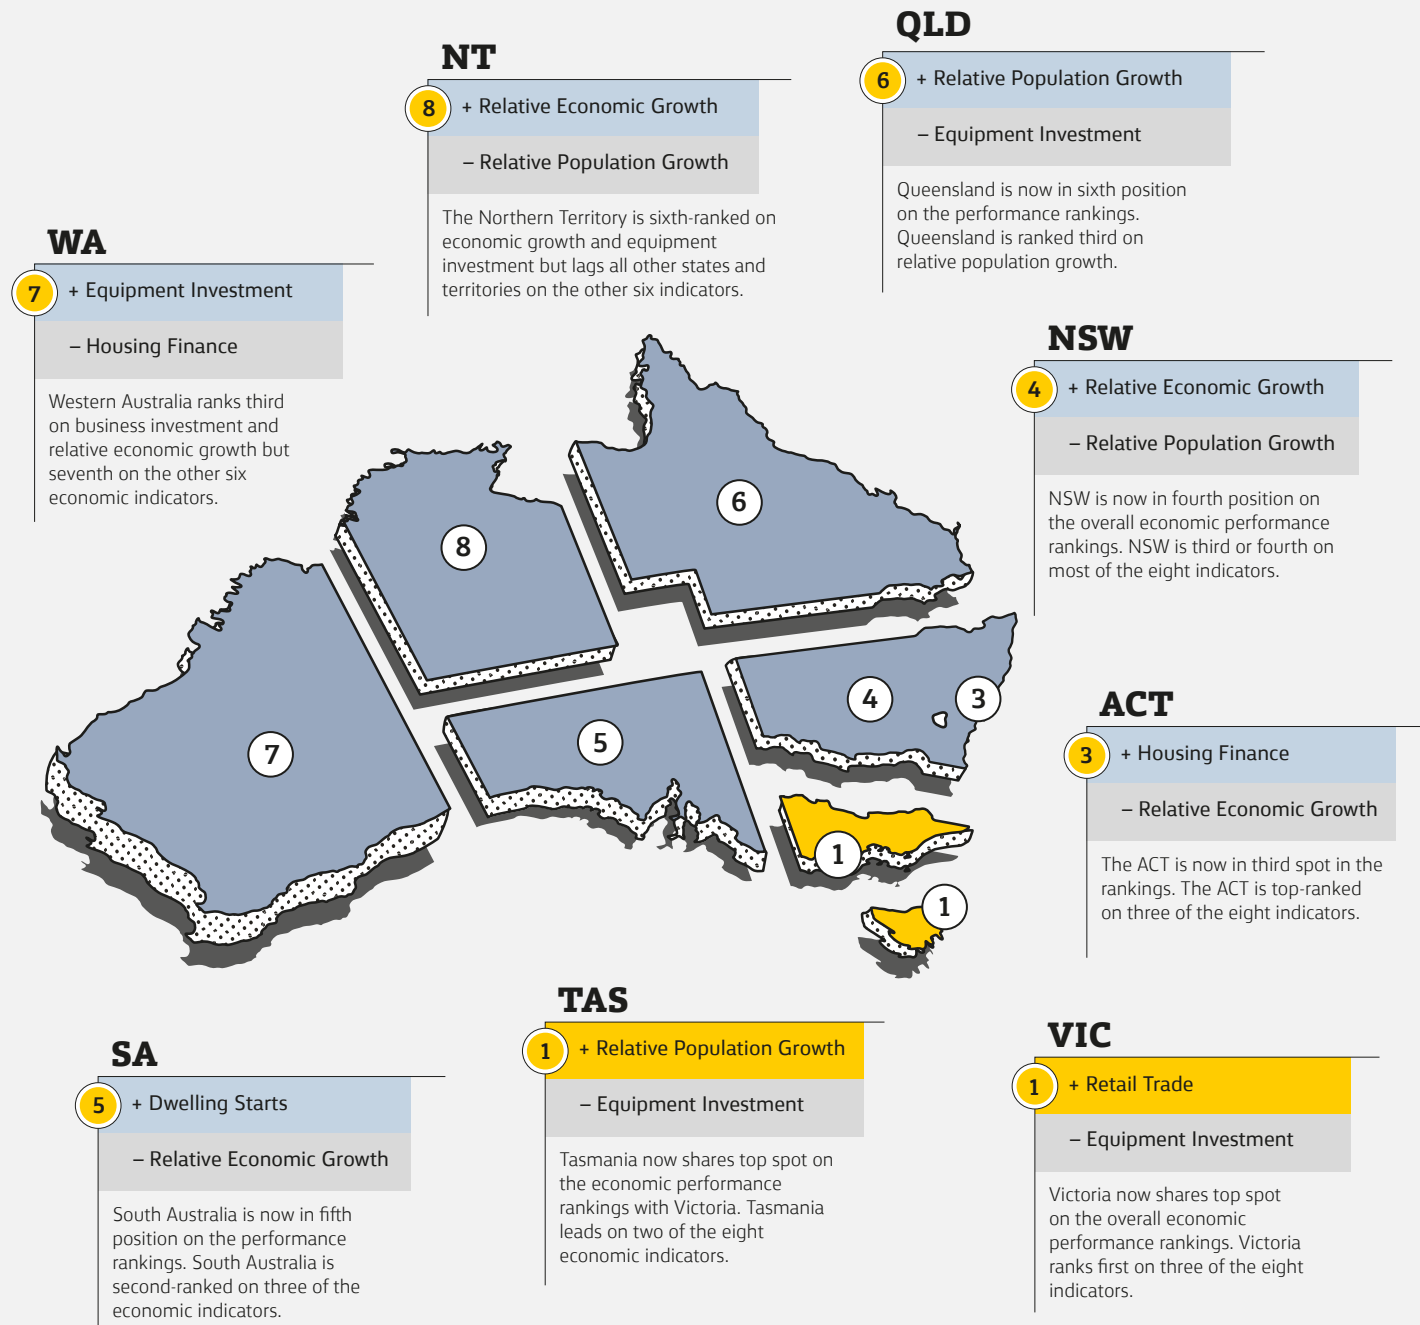 QLD
6
+ Relative Population Growth
– Equipment Investment
Queensland is now in sixth position
on the performance rankings.
Queensland is ranked third on
relative population growth.
NT
8
+ Relative Economic Growth
– Relative Population Growth
The Northern Territory is sixth-ranked on
economic growth and equipment
investment but lags all other states and
territories on the other six indicators.
WA
7
+ Equipment Investment
– Housing Finance
Western Australia ranks third
on business investment and
relative economic growth but
seventh on the other six
economic indicators.
NSW
4
+ Relative Economic Growth
– Relative Population Growth
NSW is now in fourth position on
the overall economic performance
rankings. NSW is third or fourth on
most of the eight indicators.
6
8
4
3
5
7
1
1
ACT
3
+ Housing Finance
– Relative Economic Growth
The ACT is now in third spot in the
rankings. The ACT is top-ranked
on three of the eight indicators.
SA
5
+ Dwelling Starts
– Relative Economic Growth
South Australia is now in fifth
position on the performance
rankings. South Australia is
second-ranked on three of the
economic indicators.
TAS
1
+ Relative Population Growth
– Equipment Investment
Tasmania now shares top spot on
the economic performance
rankings with Victoria. Tasmania
leads on two of the eight
economic indicators.
VIC
1
+ Retail Trade
– Equipment Investment
Victoria now shares top spot
on the overall economic
performance rankings. Victoria
ranks first on three of the eight
indicators.